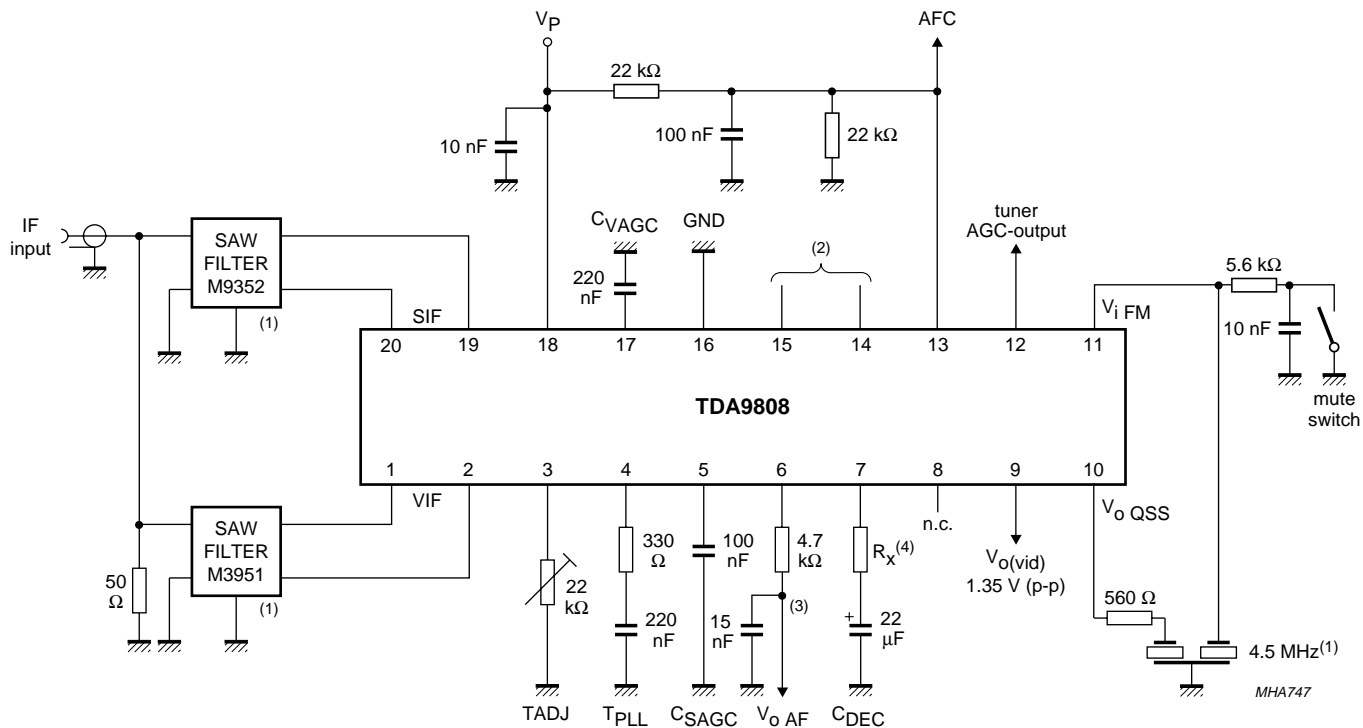 VP
AFC
22 kΩ
10 nF
100 nF
22 kΩ
IF
input
SAW
FILTER
M9352
(1)
SIF
CVAGC
220
nF
GND
(2)
tuner
AGC-output
Vi FM
5.6 kΩ
10 nF
mute
switch
20 19 18 17 16 15 14 13 12 11
TDA9808
1 2 3 4 5 6 7 8 9 10
VIF
SAW
FILTER
M3951
(1)
50
Ω
22
kΩ
TADJ
330
Ω
220
nF
TPLL
100
nF
CSAGC
4.7
kΩ
(3)
15
nF
Vo AF
Rx(4)
+
22
μF
CDEC
n.c.
Vo(vid)
1.35 V (p-p)
Vo QSS
560 Ω
4.5 MHz(1)
MHA747